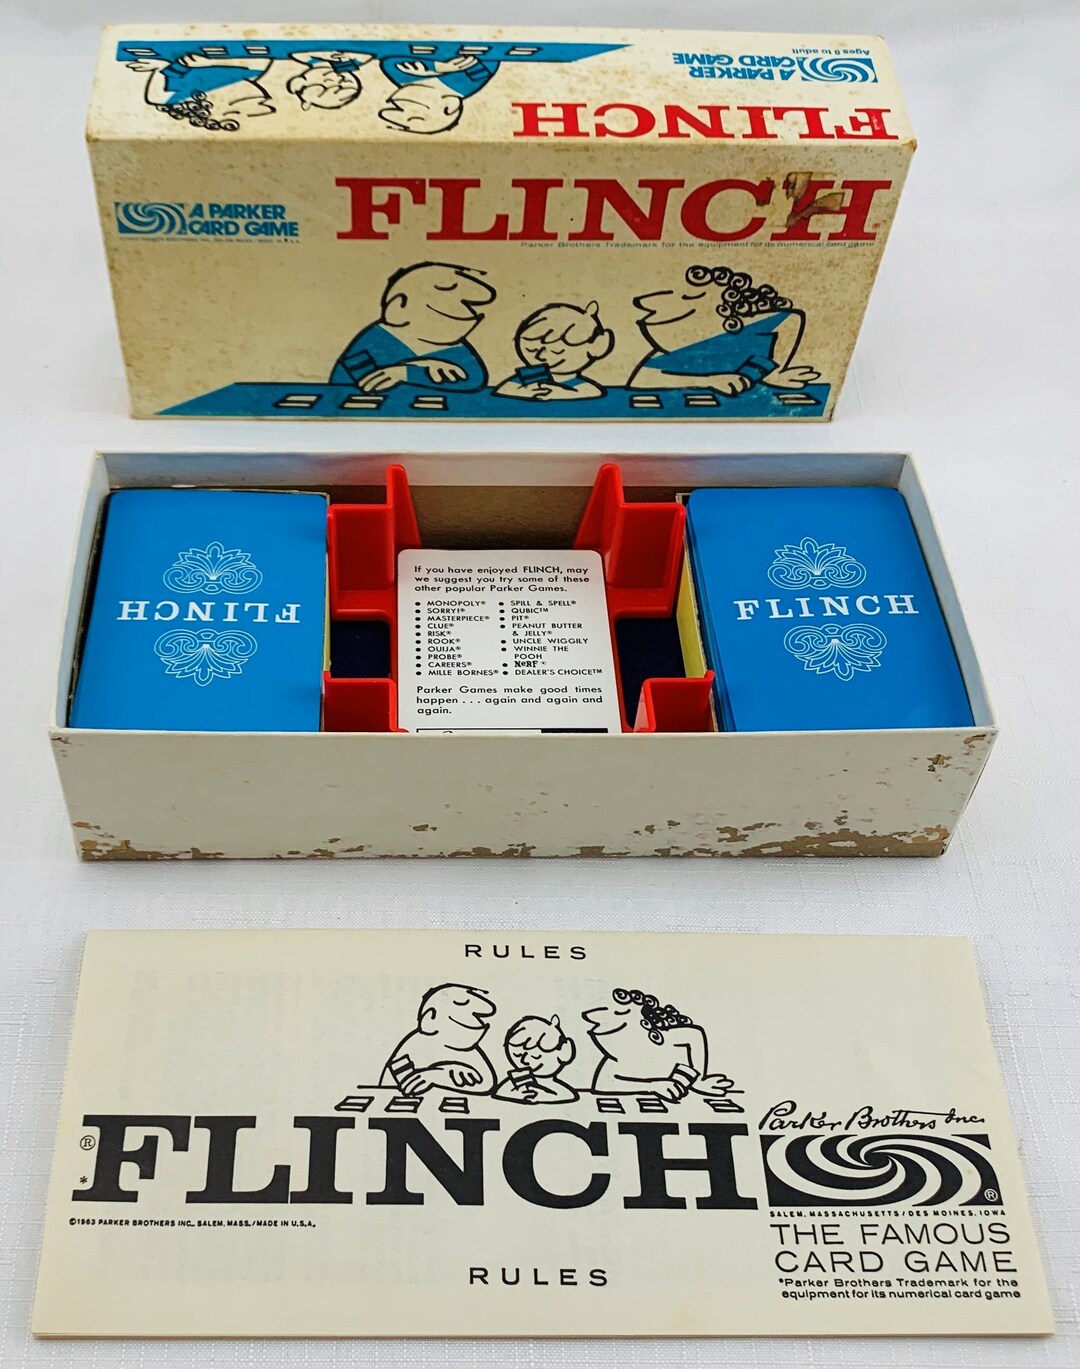 Ages 8 to adult
A PARKER
CARD GAME
FLINCH
A PARKER
CARD GAME
FLINCH
Parker Brothers Trademark for the equipment for its numerical card game
FLINCH
FLINCH
If you have enjoyed FLINCH, may
we suggest you try some of these
other popular Parker Games.
• MONOPOLY®
• SORRY!®
• MASTERPIECE®
• CLUE®
• RISK®
• ROOK®
• OUIJA®
• PROBE®
• CAREERS®
• MILLE BORNES®
• SPILL & SPELL®
• QUBIC™
• PIT®
• PEANUT BUTTER
& JELLY®
• UNCLE WIGGILY
• WINNIE THE
POOH
• NERF®
• DEALER'S CHOICE™
Parker Games make good times
happen . . . again and again and
again.
RULES
FLINCH
®
*
©1963 PARKER BROTHERS INC., SALEM, MASS./MADE IN U.S.A.
Parker Brothers Inc.
®
SALEM, MASSACHUSETTS / DES MOINES, IOWA
THE FAMOUS
CARD GAME
*Parker Brothers Trademark for the
equipment for its numerical card game
RULES